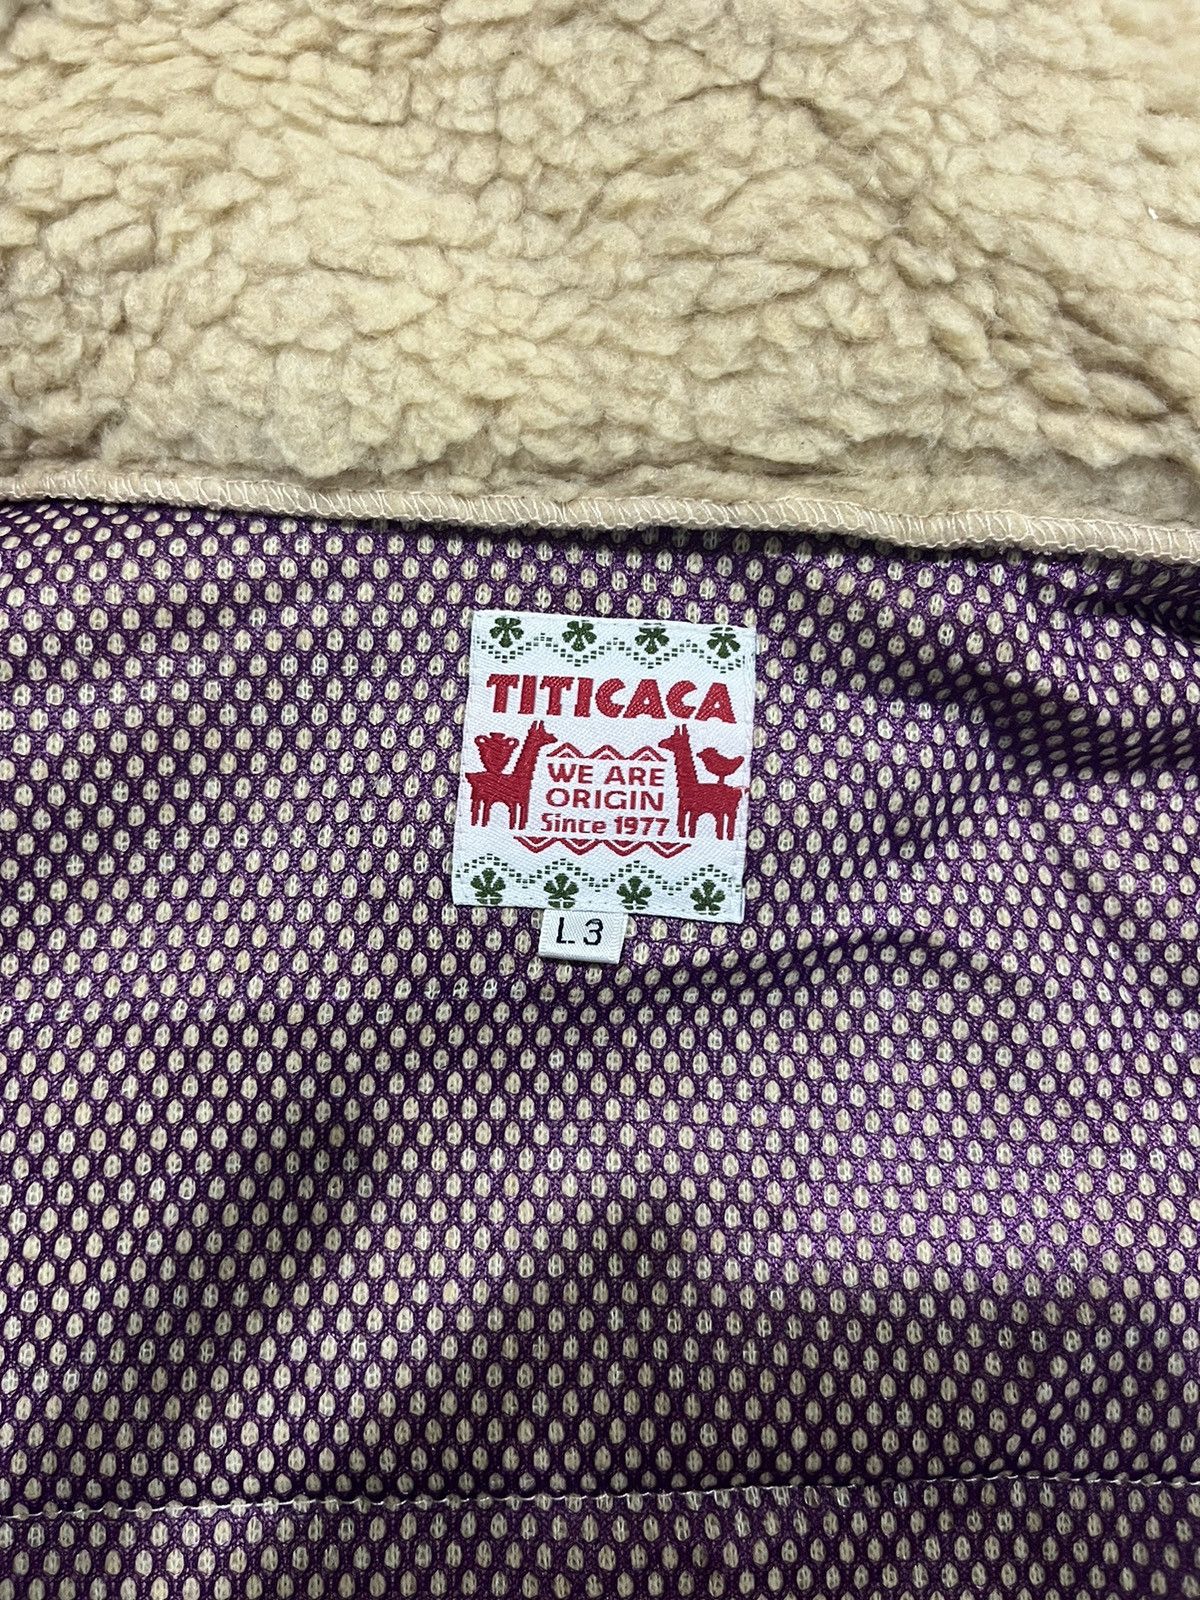 TITICACA
WE ARE
ORIGIN
Since 1977
L3